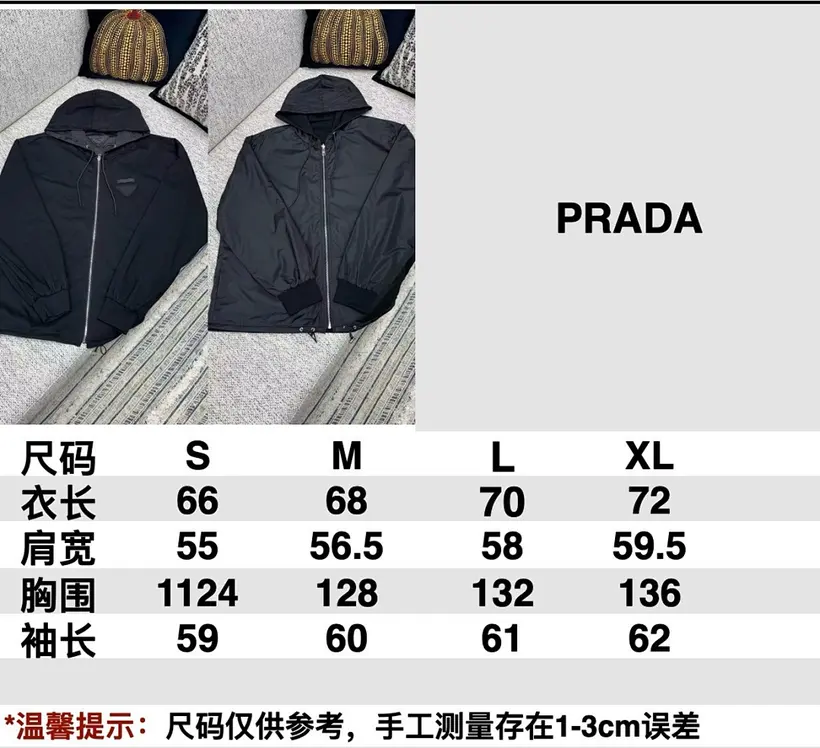 PRADA
尺码 S M L XL
衣长 66 68 70 72
肩宽 55 56.5 58 59.5
胸围 1124 128 132 136
袖长 59 60 61 62
*温馨提示：尺码仅供参考，手工测量存在1-3cm误差